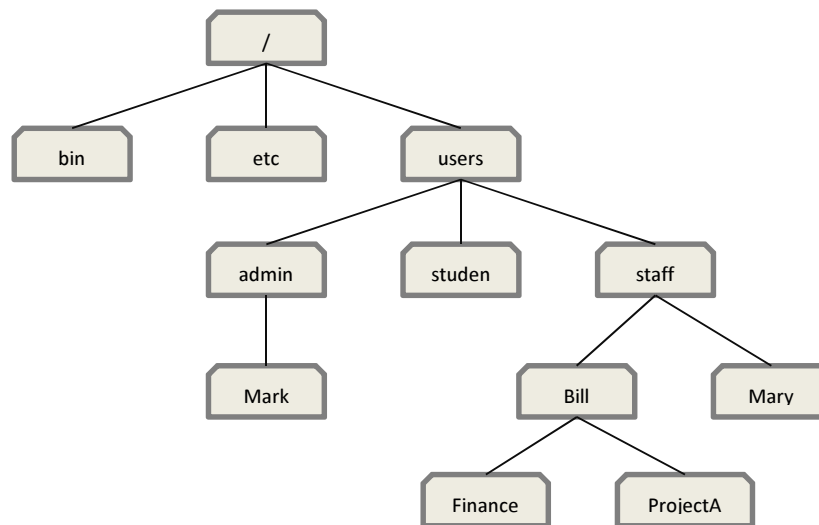 /
bin
etc
users
admin
studen
staff
Mark
Bill
Mary
Finance
ProjectA